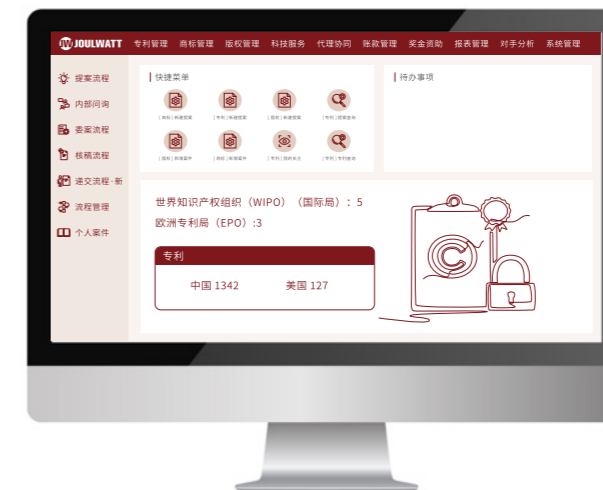 JW JOULWATT 专利管理 商标管理 版权管理 科技服务 代理协同 账款管理 奖金资助 报表管理 对手分析 系统管理
提案流程
内部问询
委案流程
核稿流程
递交流程-新
流程管理
个人案件
快捷菜单
待办事项
世界知识产权组织（WIPO）（国际局）：5
欧洲专利局（EPO）:3
专利
中国 1342 美国 127